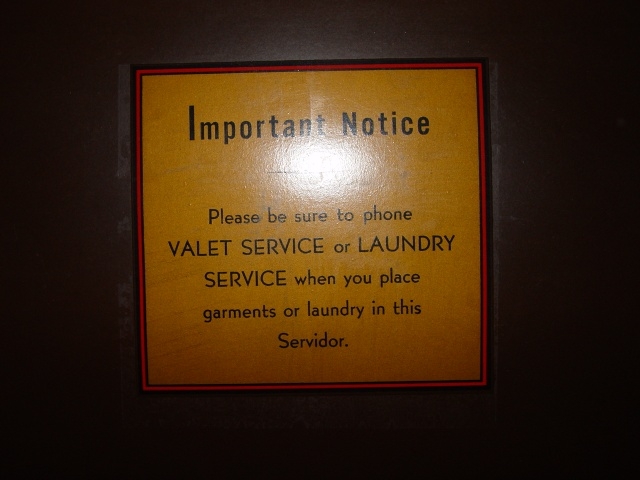 Important Notice
Please be sure to phone
VALET SERVICE or LAUNDRY
SERVICE when you place
garments or laundry in this
Servidor.